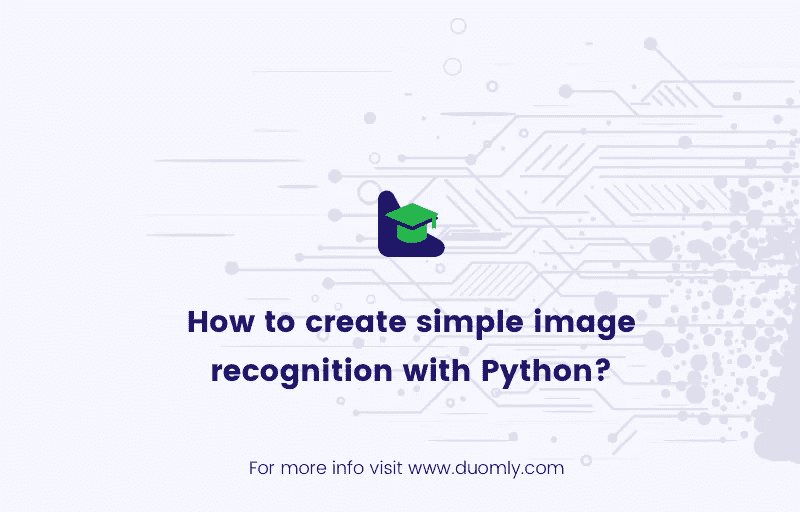 How to create simple image
recognition with Python?
For more info visit www.duomly.com